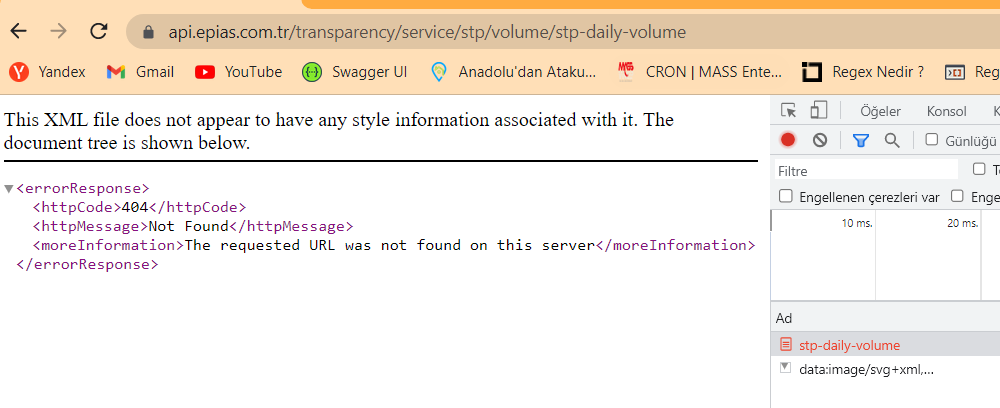 api.epias.com.tr/transparency/service/stp/volume/stp-daily-volume
Yandex Gmail YouTube Swagger UI Anadolu'dan Ataku... CRON | MASS Ente... Regex Nedir ? Reg
This XML file does not appear to have any style information associated with it. The
document tree is shown below.
<errorResponse>
<httpCode>404</httpCode>
<httpMessage>Not Found</httpMessage>
<moreInformation>The requested URL was not found on this server</moreInformation>
</errorResponse>
Öğeler Konsol
Günlüğü
Filtre
Engellenen çerezleri var Enge
10 ms. 20 ms.
Ad
stp-daily-volume
data:image/svg+xml,...